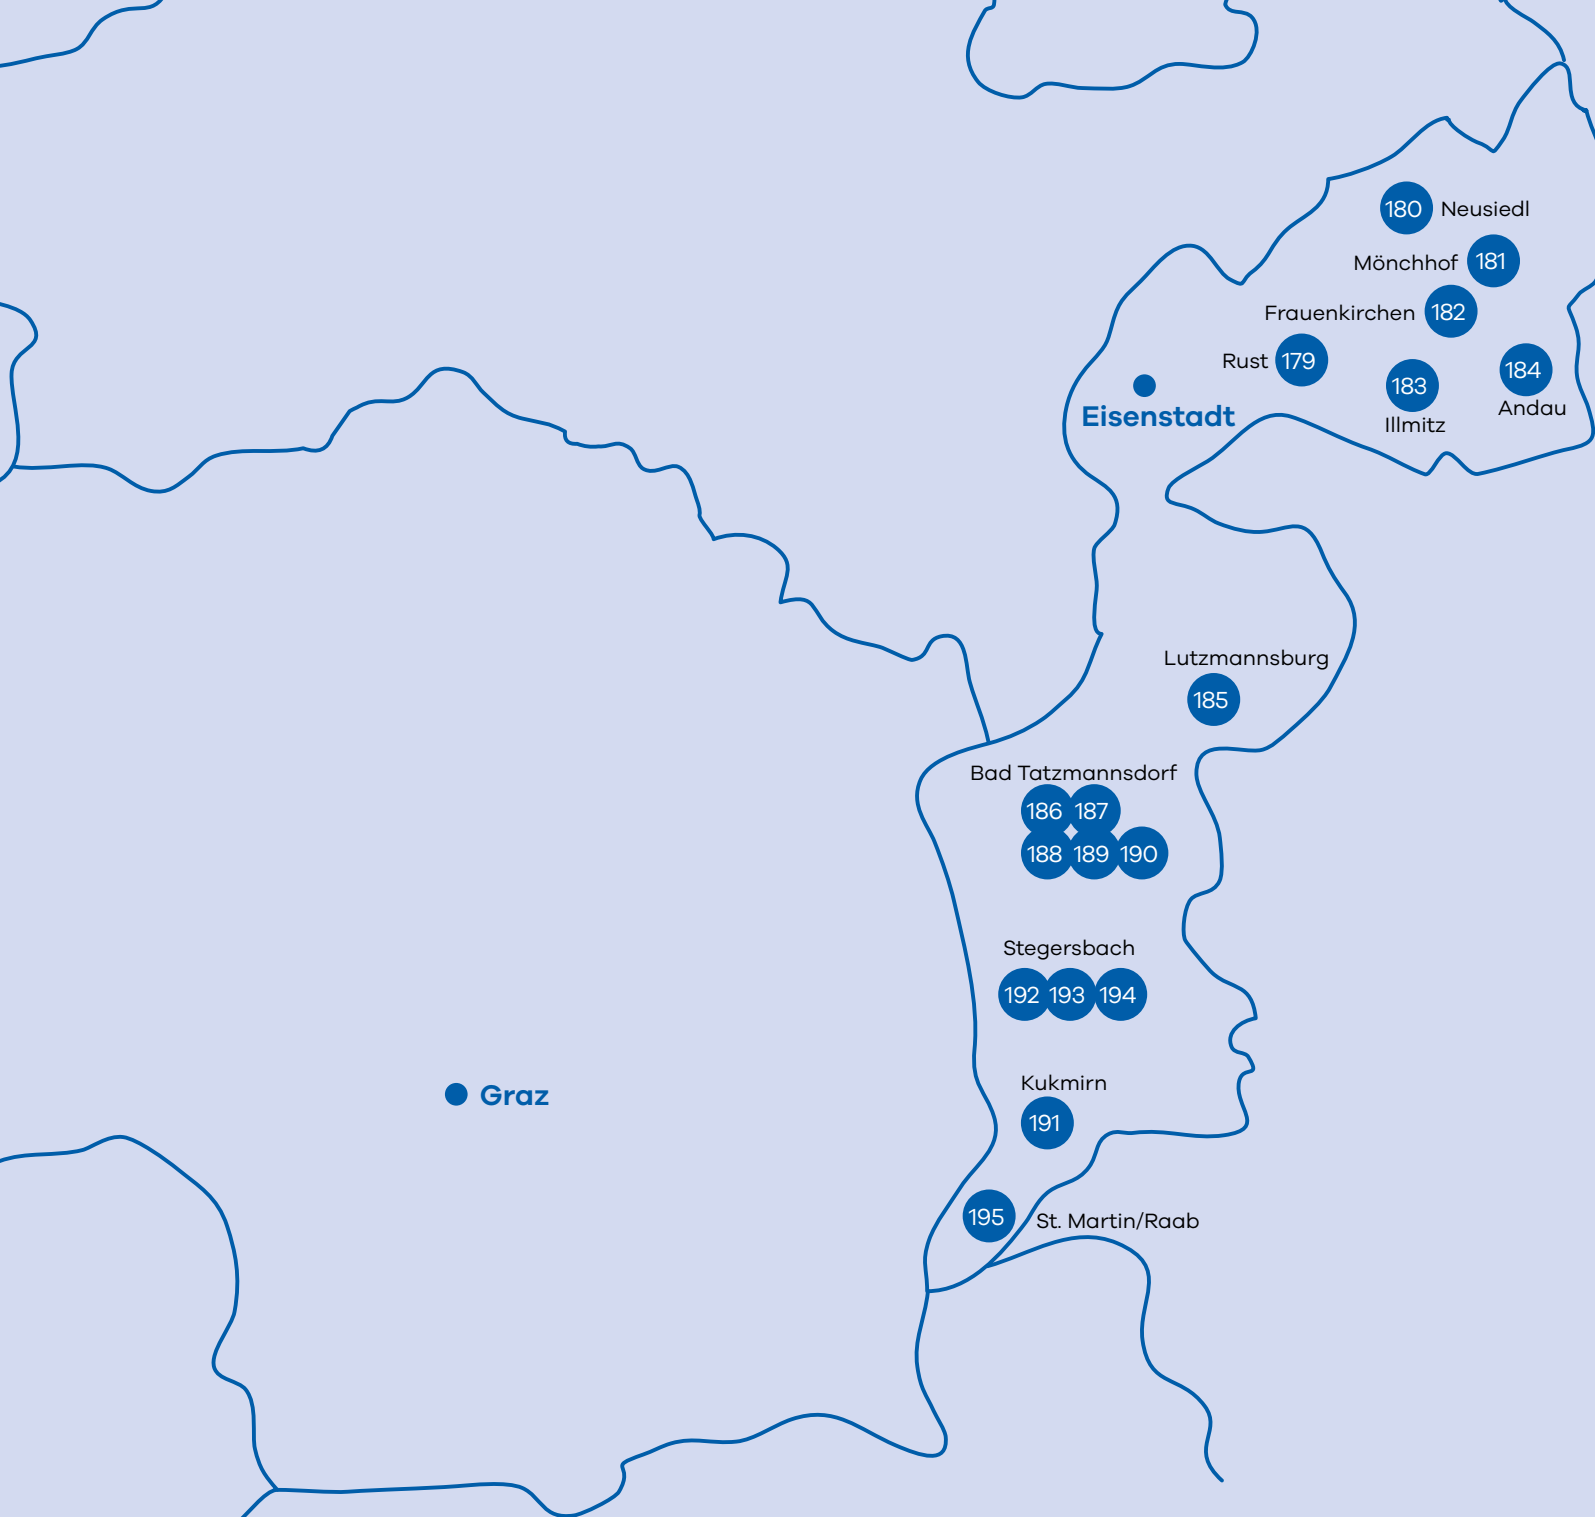 180 Neusiedl
Mönchhof 181
Frauenkirchen 182
Rust 179
184
183
Andau
Illmitz
Eisenstadt
Lutzmannsburg
185
Bad Tatzmannsdorf
186 187
188 189 190
Stegersbach
192 193 194
Kukmirn
Graz
191
195 St. Martin/Raab